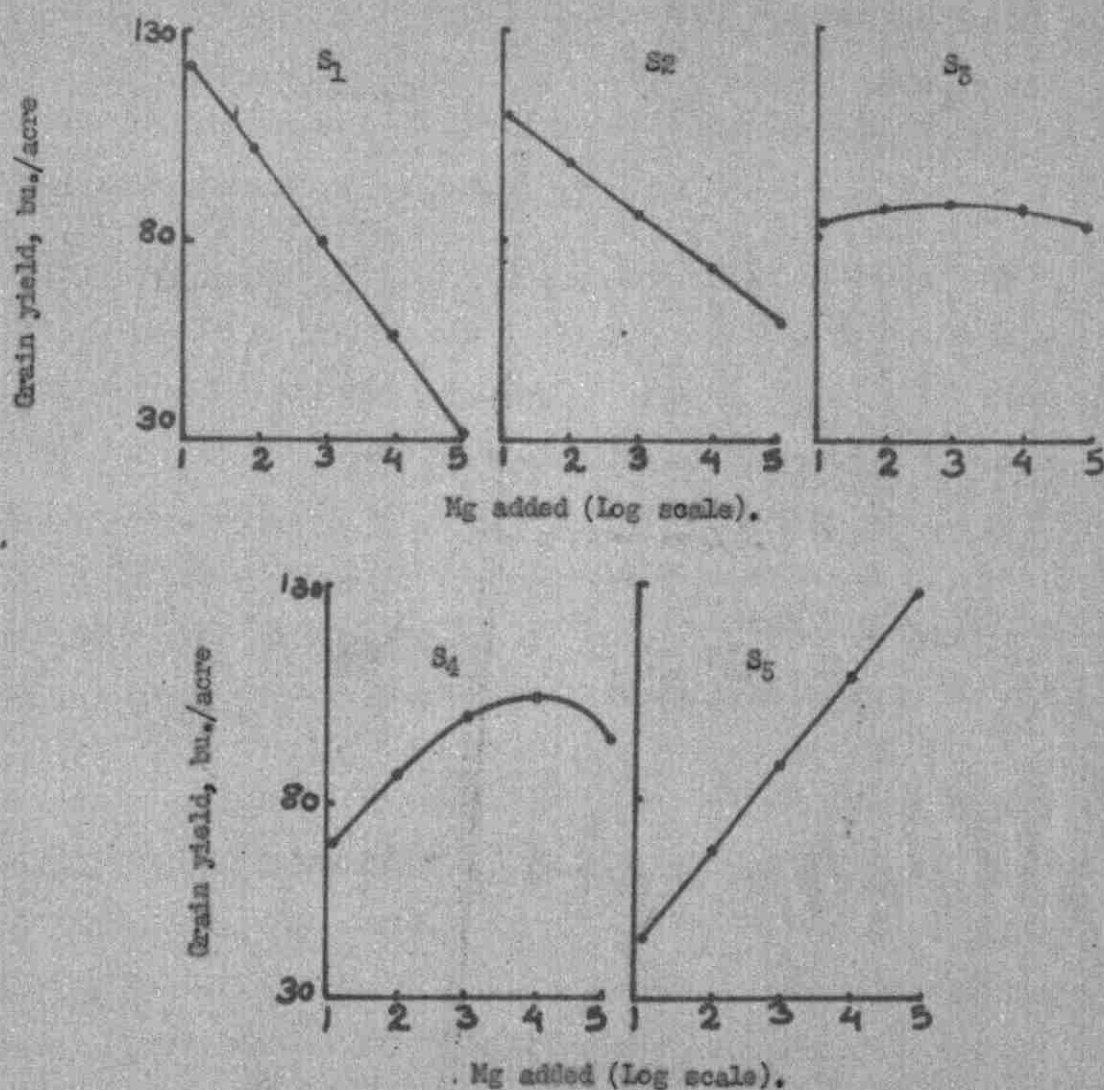 130
S₁
S₂
S₃
Grain yield, bu./acre
80
30
1 2 3 4 5 1 2 3 4 5 1 2 3 4 5
Mg added (Log scale).
130
S₄
S₅
Grain yield, bu./acre
80
30
1 2 3 4 5 1 2 3 4 5
Mg added (Log scale).